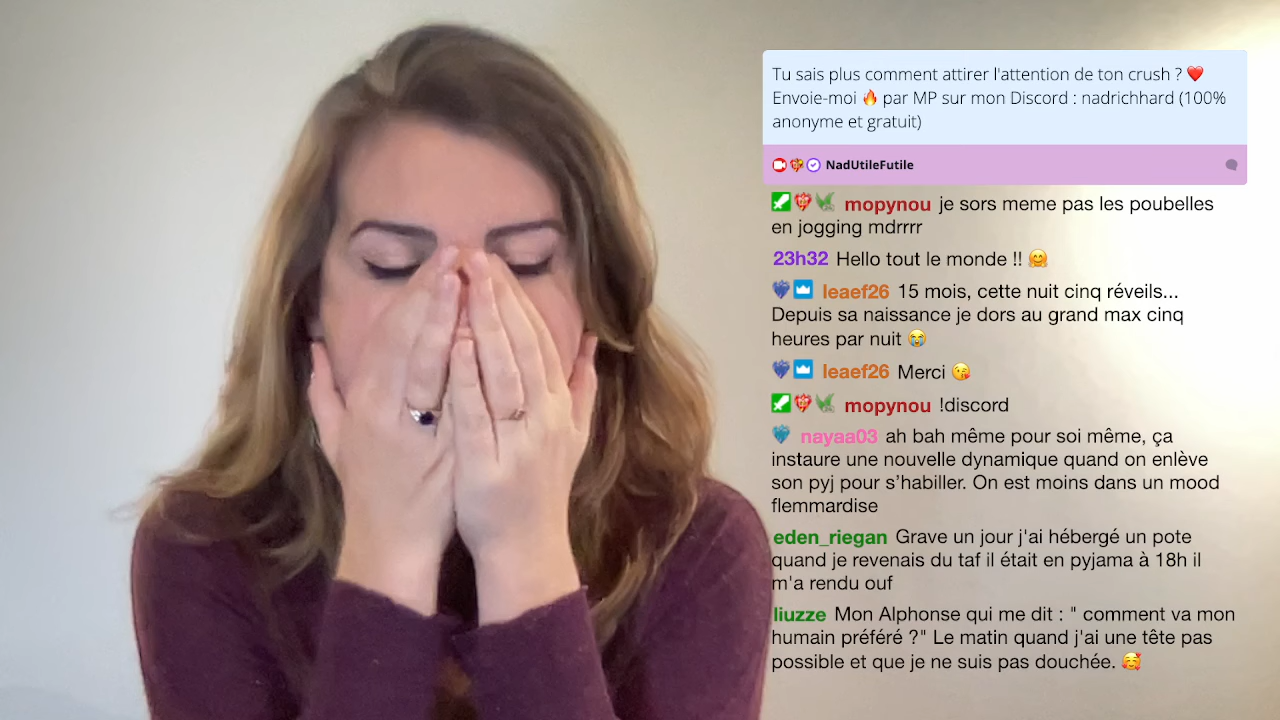 Tu sais plus comment attirer l'attention de ton crush ? ❤️
Envoie-moi 🔥 par MP sur mon Discord : nadrichhard (100%
anonyme et gratuit)
NadUtileFutile
mopynou je sors meme pas les poubelles
en jogging mdrrrr
23h32 Hello tout le monde !! 🤗
leaef26 15 mois, cette nuit cinq réveils...
Depuis sa naissance je dors au grand max cinq
heures par nuit 😭
leaef26 Merci 😘
mopynou !discord
nayaa03 ah bah même pour soi même, ça
instaure une nouvelle dynamique quand on enlève
son pyj pour s’habiller. On est moins dans un mood
flemmardise
eden_riegan Grave un jour j'ai hébergé un pote
quand je revenais du taf il était en pyjama à 18h il
m'a rendu ouf
liuzze Mon Alphonse qui me dit : " comment va mon
humain préféré ?" Le matin quand j'ai une tête pas
possible et que je ne suis pas douchée. 🥰